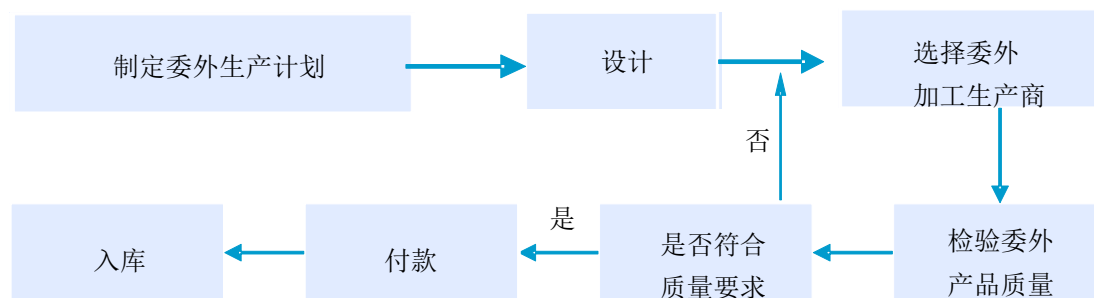 制定委外生产计划
设计
选择委外
加工生产商
否
入库
付款
是
是否符合
质量要求
检验委外
产品质量